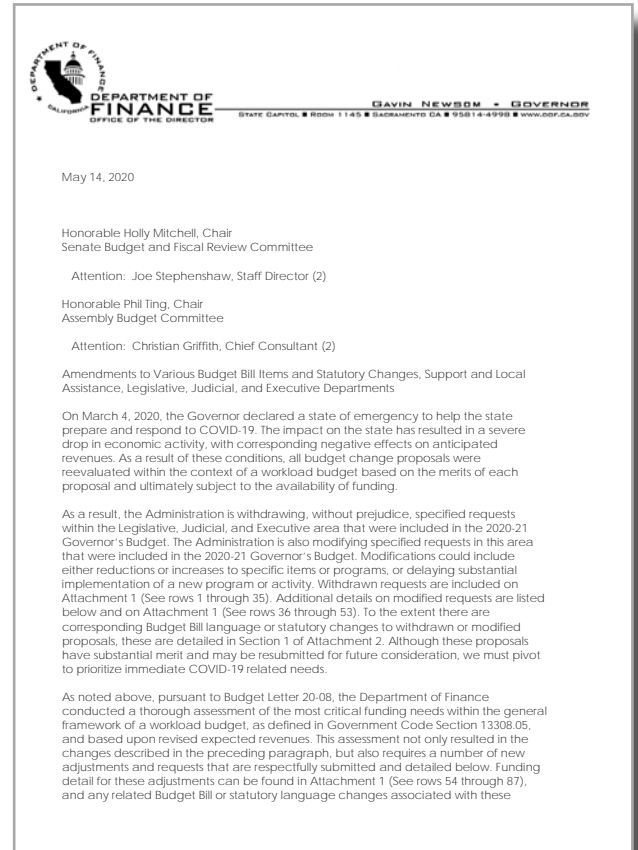 DEPARTMENT OF FINANCE
CALIFORNIA
DEPARTMENT OF
FINANCE
OFFICE OF THE DIRECTOR
GAVIN NEWSOM ▪ GOVERNOR
STATE CAPITOL ■ ROOM 1145 ■ SACRAMENTO CA ■ 95814-4998 ■ WWW.DOF.CA.GOV
May 14, 2020
Honorable Holly Mitchell, Chair
Senate Budget and Fiscal Review Committee
Attention: Joe Stephenshaw, Staff Director (2)
Honorable Phil Ting, Chair
Assembly Budget Committee
Attention: Christian Griffith, Chief Consultant (2)
Amendments to Various Budget Bill Items and Statutory Changes, Support and Local
Assistance, Legislative, Judicial, and Executive Departments
On March 4, 2020, the Governor declared a state of emergency to help the state
prepare and respond to COVID-19. The impact on the state has resulted in a severe
drop in economic activity, with corresponding negative effects on anticipated
revenues. As a result of these conditions, all budget change proposals were
reevaluated within the context of a workload budget based on the merits of each
proposal and ultimately subject to the availability of funding.
As a result, the Administration is withdrawing, without prejudice, specified requests
within the Legislative, Judicial, and Executive area that were included in the 2020-21
Governor's Budget. The Administration is also modifying specified requests in this area
that were included in the 2020-21 Governor's Budget. Modifications could include
either reductions or increases to specific items or programs, or delaying substantial
implementation of a new program or activity. Withdrawn requests are included on
Attachment 1 (See rows 1 through 35). Additional details on modified requests are listed
below and on Attachment 1 (See rows 36 through 53). To the extent there are
corresponding Budget Bill language or statutory changes to withdrawn or modified
proposals, these are detailed in Section 1 of Attachment 2. Although these proposals
have substantial merit and may be resubmitted for future consideration, we must pivot
to prioritize immediate COVID-19 related needs.
As noted above, pursuant to Budget Letter 20-08, the Department of Finance
conducted a thorough assessment of the most critical funding needs within the general
framework of a workload budget, as defined in Government Code Section 13308.05,
and based upon revised expected revenues. This assessment not only resulted in the
changes described in the preceding paragraph, but also requires a number of new
adjustments and requests that are respectfully submitted and detailed below. Funding
detail for these adjustments can be found in Attachment 1 (See rows 54 through 87),
and any related Budget Bill or statutory language changes associated with these